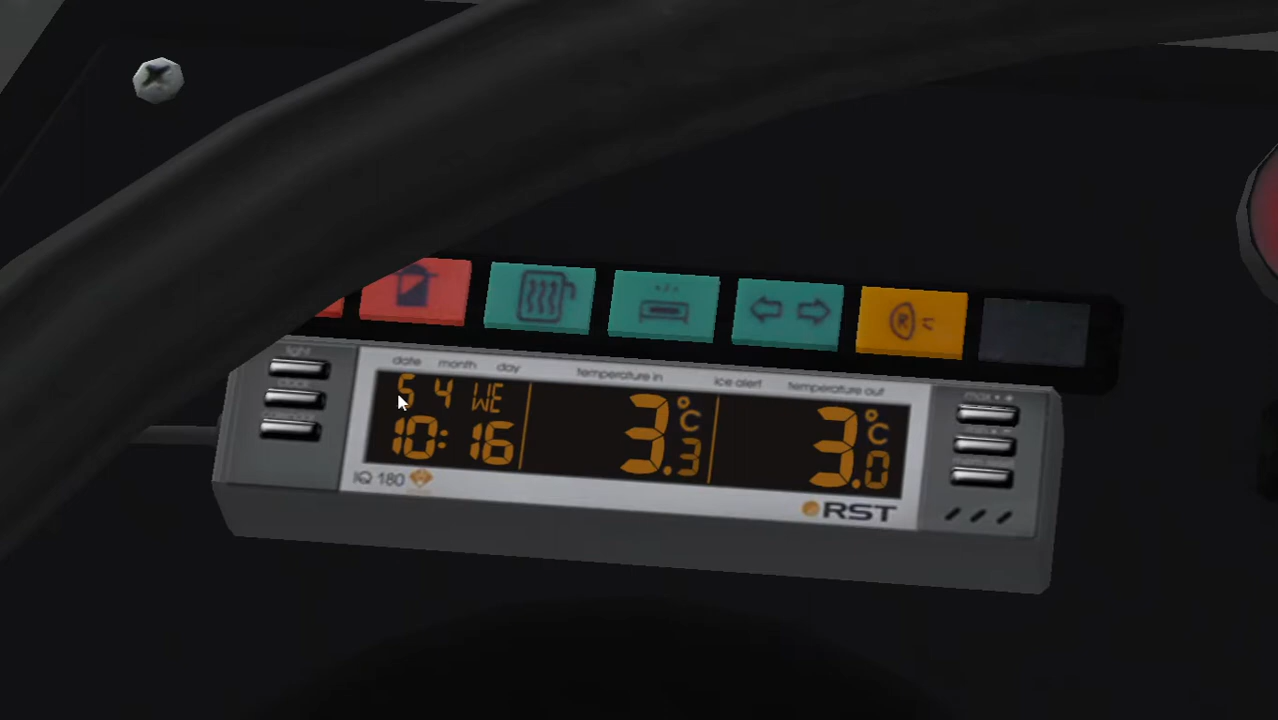 date month day temperature in ice alert temperature out
5 4 WE
10:16 3.3 °C 3.0 °C
IQ 180
RST
R
light
max